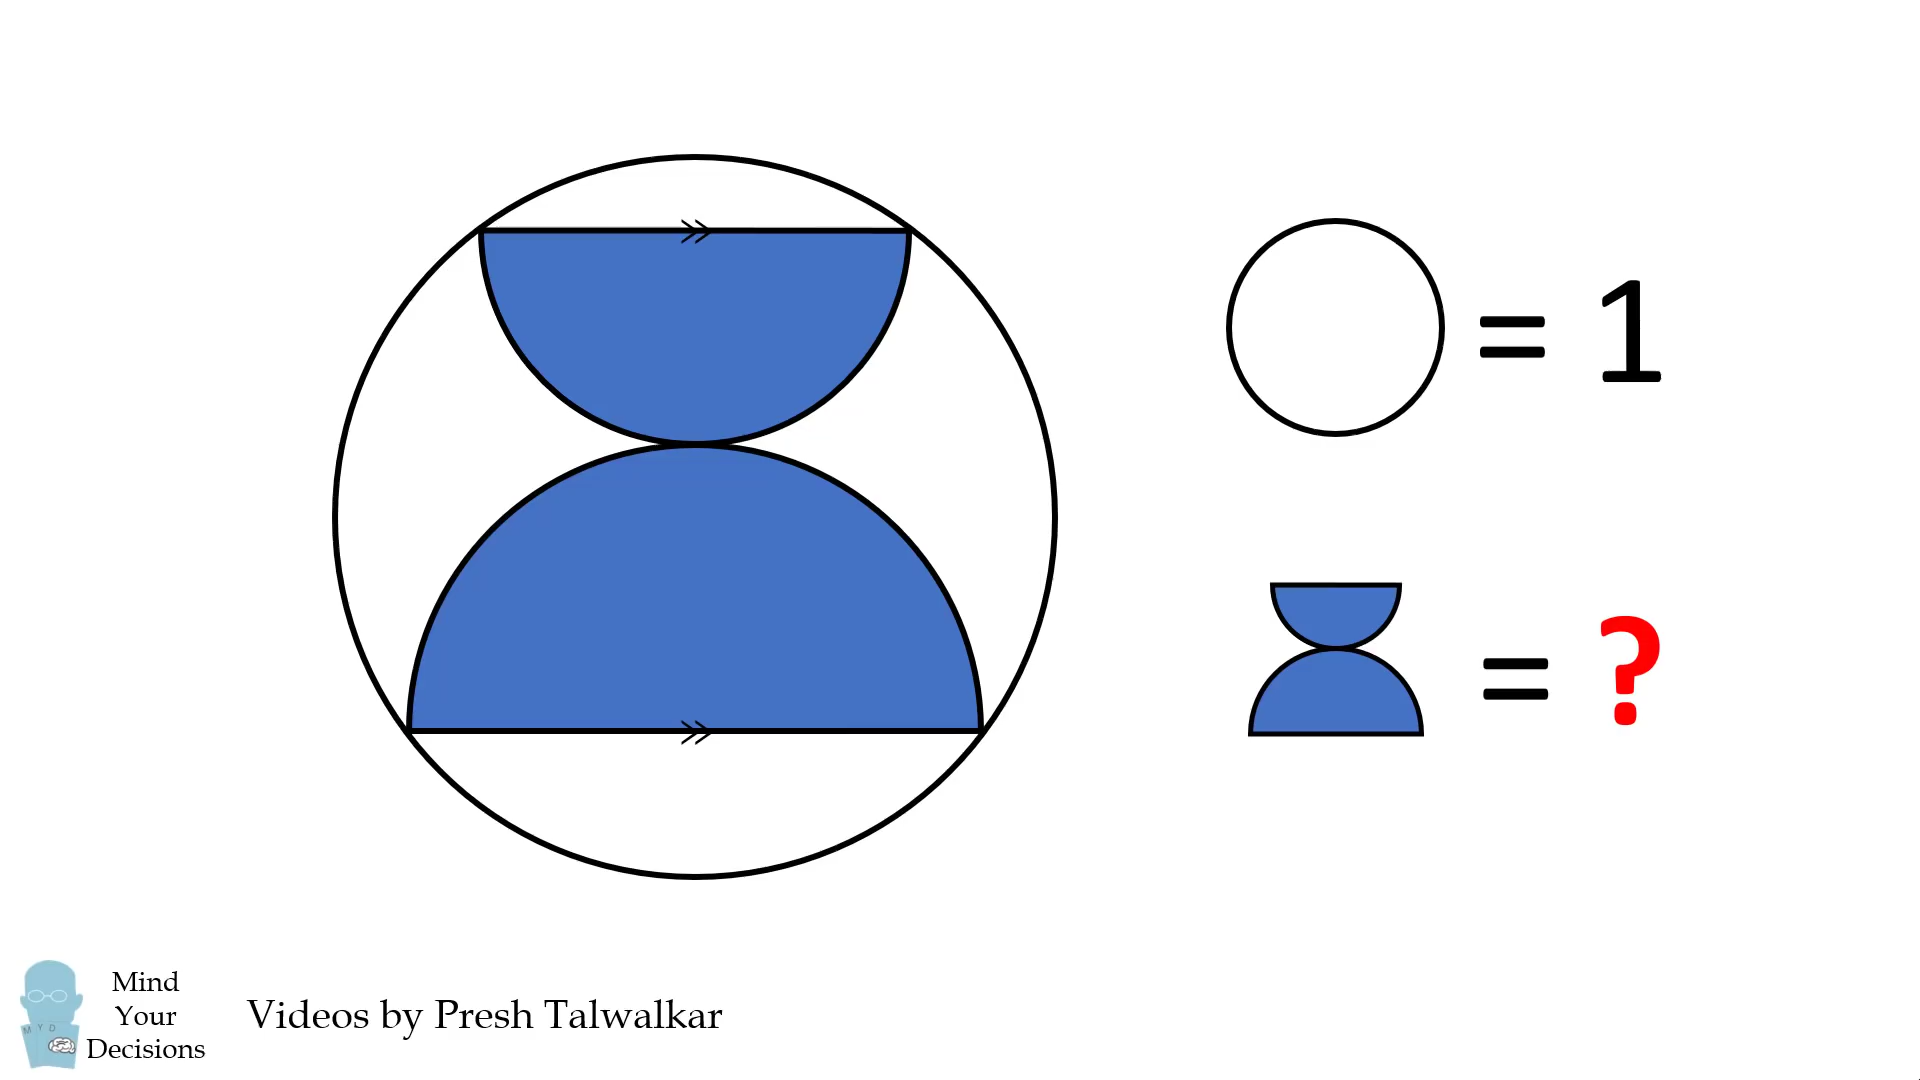 = 1
= ?
Mind
Your
Decisions
M Y D
Videos by Presh Talwalkar